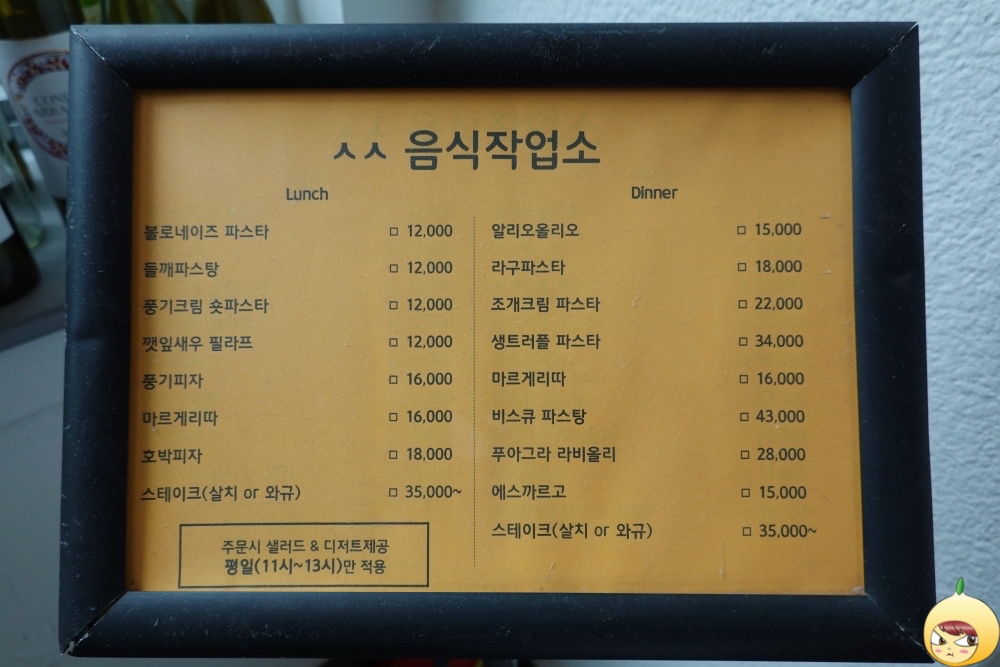 ㅅㅅ 음식작업소
Lunch
볼로네이즈 파스타 □ 12,000
들깨파스탕 □ 12,000
풍기크림 숏파스타 □ 12,000
깻잎새우 필라프 □ 12,000
풍기피자 □ 16,000
마르게리따 □ 16,000
호박피자 □ 18,000
스테이크(살치 or 와규) □ 35,000~
주문시 샐러드 & 디저트제공
평일(11시~13시)만 적용
Dinner
알리오올리오 □ 15,000
라구파스타 □ 18,000
조개크림 파스타 □ 22,000
생트러플 파스타 □ 34,000
마르게리따 □ 16,000
비스큐 파스탕 □ 43,000
푸아그라 라비올리 □ 28,000
에스까르고 □ 15,000
스테이크(살치 or 와규) □ 35,000~